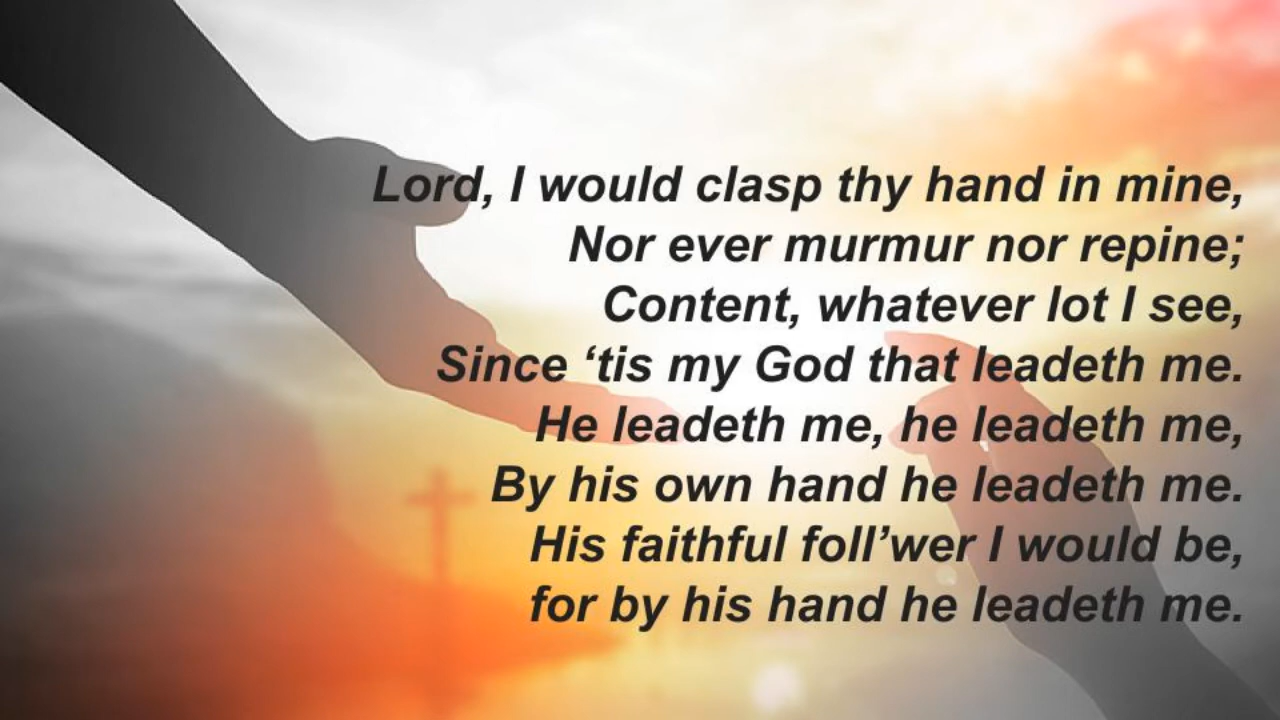 Lord, I would clasp thy hand in mine,
Nor ever murmur nor repine;
Content, whatever lot I see,
Since ‘tis my God that leadeth me.
He leadeth me, he leadeth me,
By his own hand he leadeth me.
His faithful foll’wer I would be,
for by his hand he leadeth me.